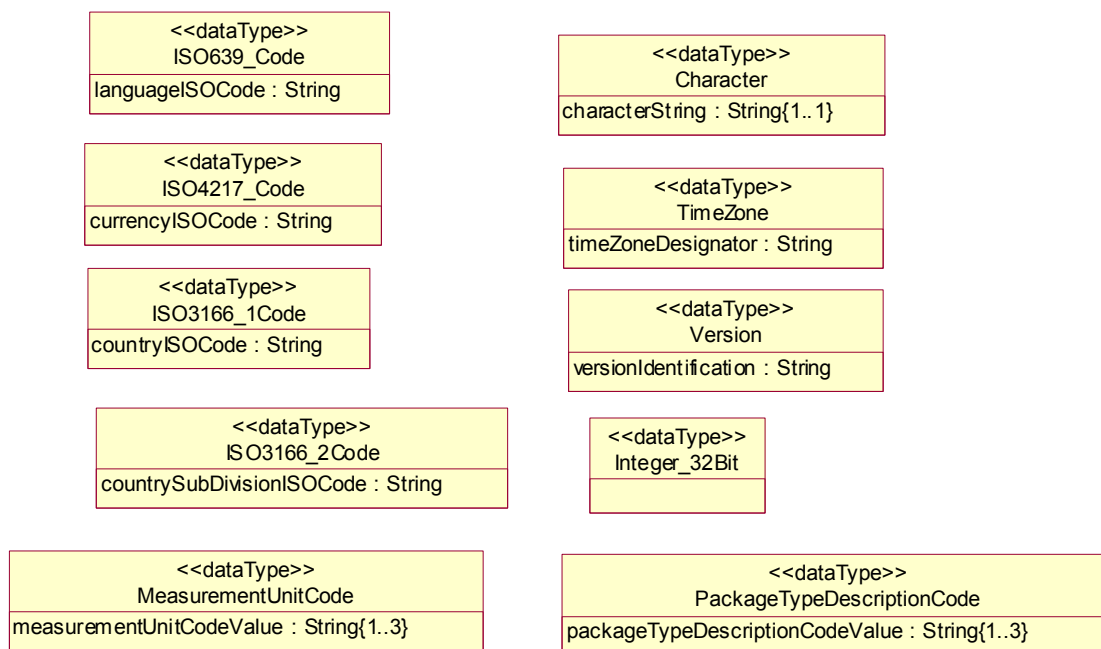 <<dataType>>
ISO639_Code
languageISOCode : String
<<dataType>>
Character
characterString : String{1..1}
<<dataType>>
ISO4217_Code
currencyISOCode : String
<<dataType>>
TimeZone
timeZoneDesignator : String
<<dataType>>
ISO3166_1Code
countryISOCode : String
<<dataType>>
Version
versionIdentification : String
<<dataType>>
ISO3166_2Code
countrySubDivisionISOCode : String
<<dataType>>
Integer_32Bit
<<dataType>>
MeasurementUnitCode
measurementUnitCodeValue : String{1..3}
<<dataType>>
PackageTypeDescriptionCode
packageTypeDescriptionCodeValue : String{1..3}